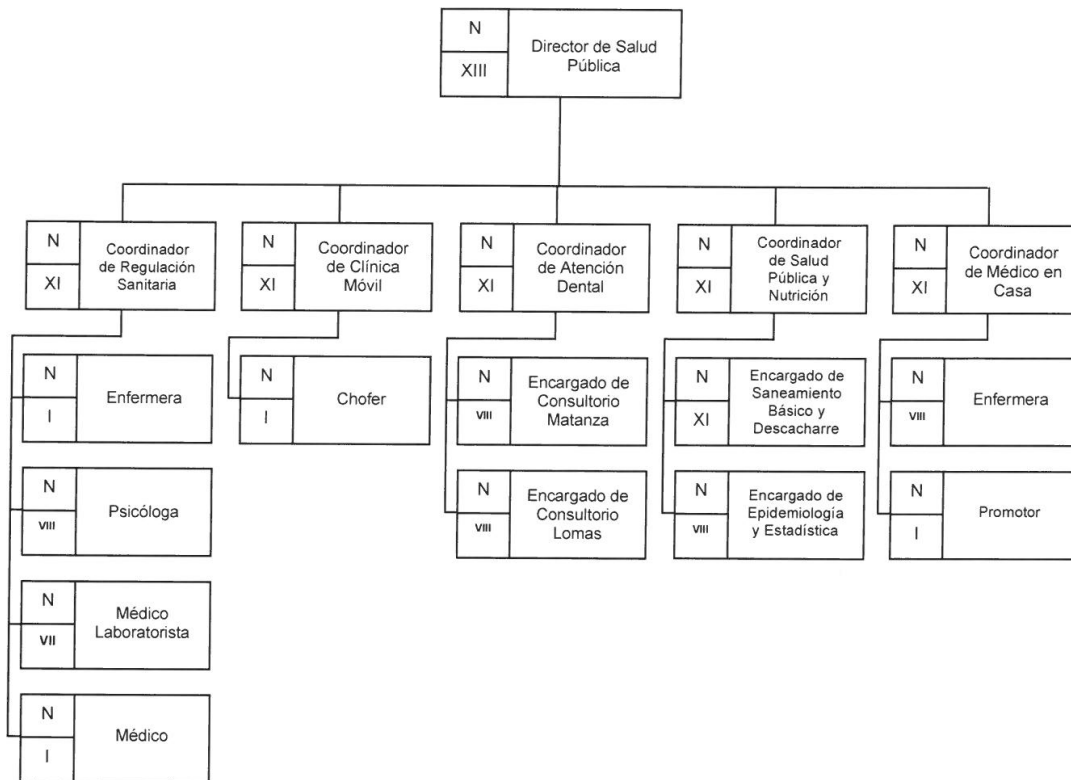 N
XIII
Director de Salud
Pública
N
XI
Coordinador
de Regulación
Sanitaria
N
XI
Coordinador
de Clínica
Móvil
N
XI
Coordinador
de Atención
Dental
N
XI
Coordinador
de Salud
Pública y
Nutrición
N
XI
Coordinador
de Médico en
Casa
N
I
Enfermera
N
I
Chofer
N
VIII
Encargado de
Consultorio
Matanza
N
XI
Encargado de
Saneamiento
Básico y
Descacharre
N
VIII
Enfermera
N
VIII
Psicóloga
N
VIII
Encargado de
Consultorio
Lomas
N
VIII
Encargado de
Epidemiología
y Estadística
N
I
Promotor
N
VII
Médico
Laboratorista
N
I
Médico